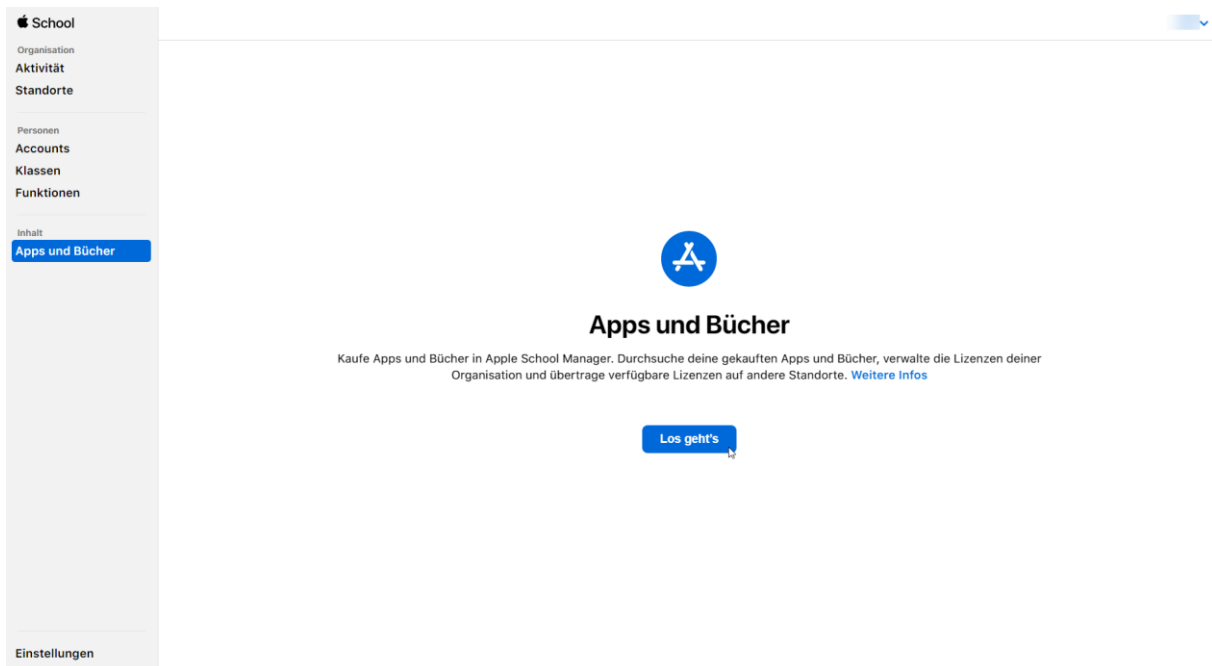 School
Organisation
Aktivität
Standorte
Personen
Accounts
Klassen
Funktionen
Inhalt
Apps und Bücher
Einstellungen
Apps und Bücher
Kaufe Apps und Bücher in Apple School Manager. Durchsuche deine gekauften Apps und Bücher, verwalte die Lizenzen deiner
Organisation und übertrage verfügbare Lizenzen auf andere Standorte. Weitere Infos
Los geht's